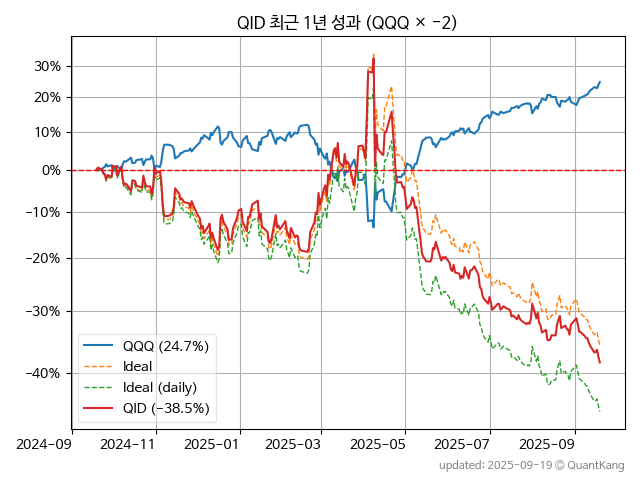 QID 최근 1년 성과 (QQQ × −2)
30%
20%
10%
0%
−10%
−20%
−30%
−40%
QQQ (24.7%)
Ideal
Ideal (daily)
QID (−38.5%)
2024-09
2024-11
2025-01
2025-03
2025-05
2025-07
2025-09
updated: 2025-09-19 © QuantKang